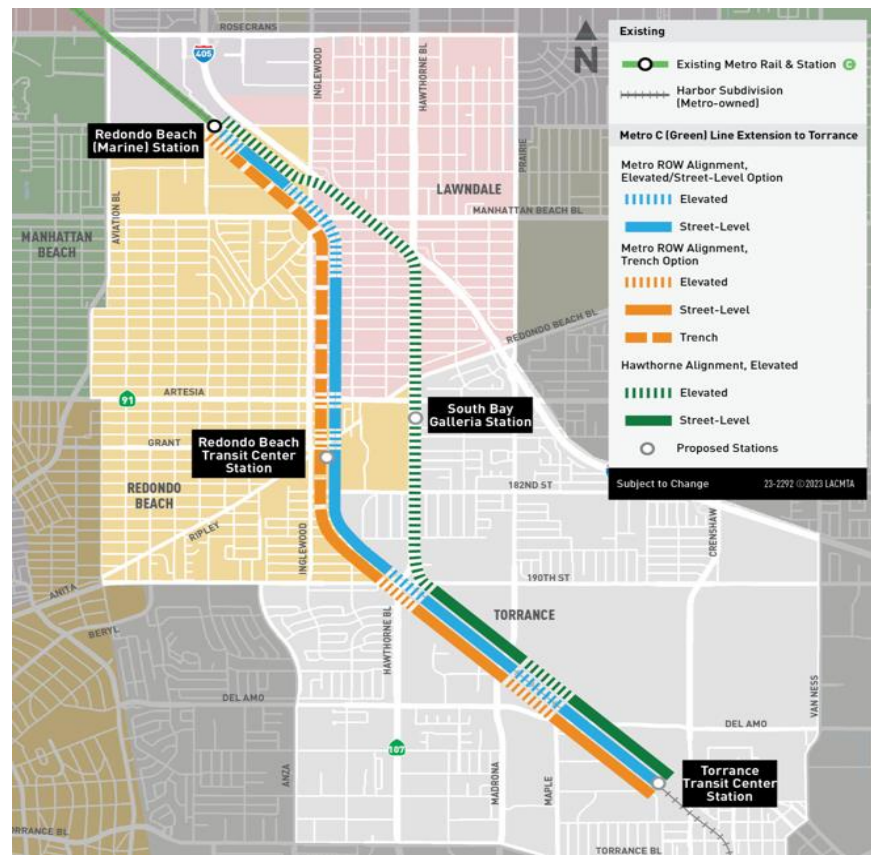 ROSECRANS
405
INGLEWOOD
HAWTHORNE BL
N
Redondo Beach
(Marine) Station
PRAIRIE
LAWNDALE
AVIATION BL
MANHATTAN BEACH BL
MANHATTAN
BEACH
REDONDO BEACH BL
ARTESIA
91
South Bay
Galleria Station
GRANT
Redondo Beach
Transit Center
Station
182ND ST
REDONDO
BEACH
RIPLEY
INGLEWOOD
CRENSHAW
190TH ST
ANITA
HAWTHORNE BL
TORRANCE
BERYL
VAN NESS
DEL AMO
DEL AMO
107
ANZA
MADRONA
MAPLE
Torrance
Transit Center
Station
TORRANCE BL
TORRANCE BL
Existing
Existing Metro Rail & Station C
Harbor Subdivision
(Metro-owned)
Metro C (Green) Line Extension to Torrance
Metro ROW Alignment,
Elevated/Street-Level Option
Elevated
Street-Level
Metro ROW Alignment,
Trench Option
Elevated
Street-Level
Trench
Hawthorne Alignment, Elevated
Elevated
Street-Level
Proposed Stations
Subject to Change 23-2292 ©2023 LACMTA